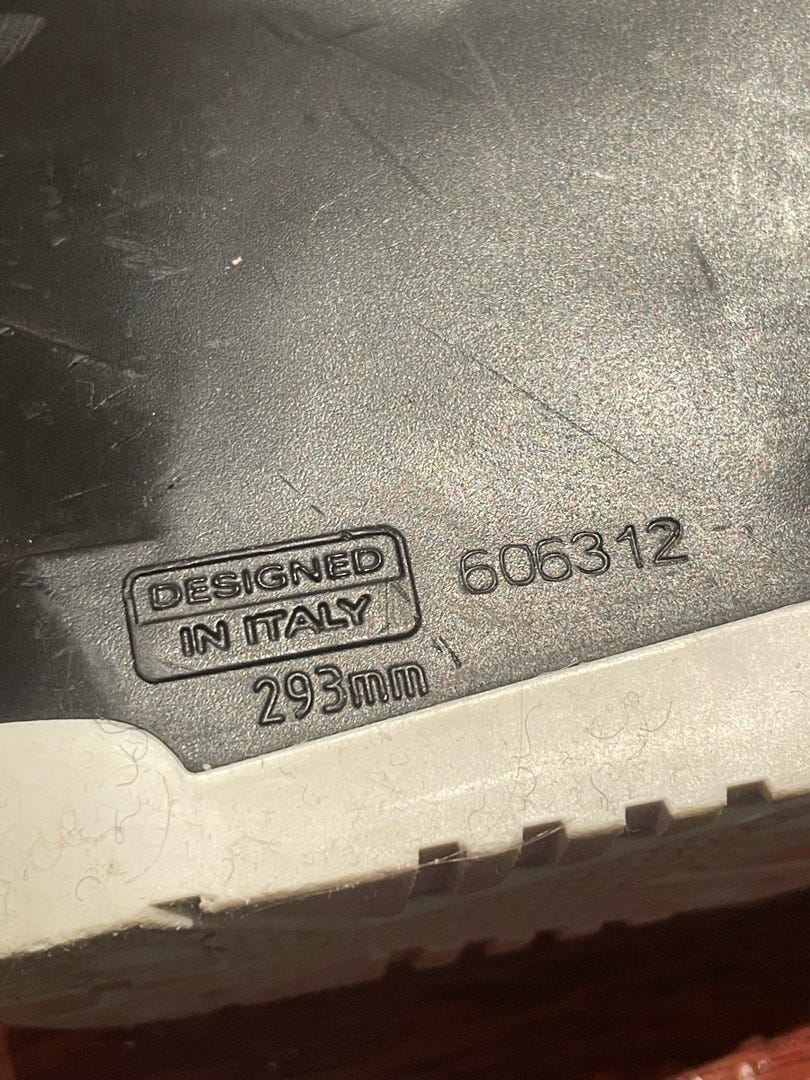 DESIGNED
IN ITALY
606312
293mm